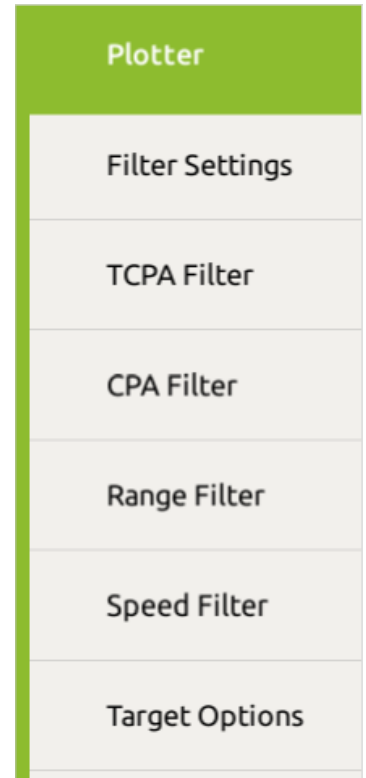 Plotter
Filter Settings
TCPA Filter
CPA Filter
Range Filter
Speed Filter
Target Options